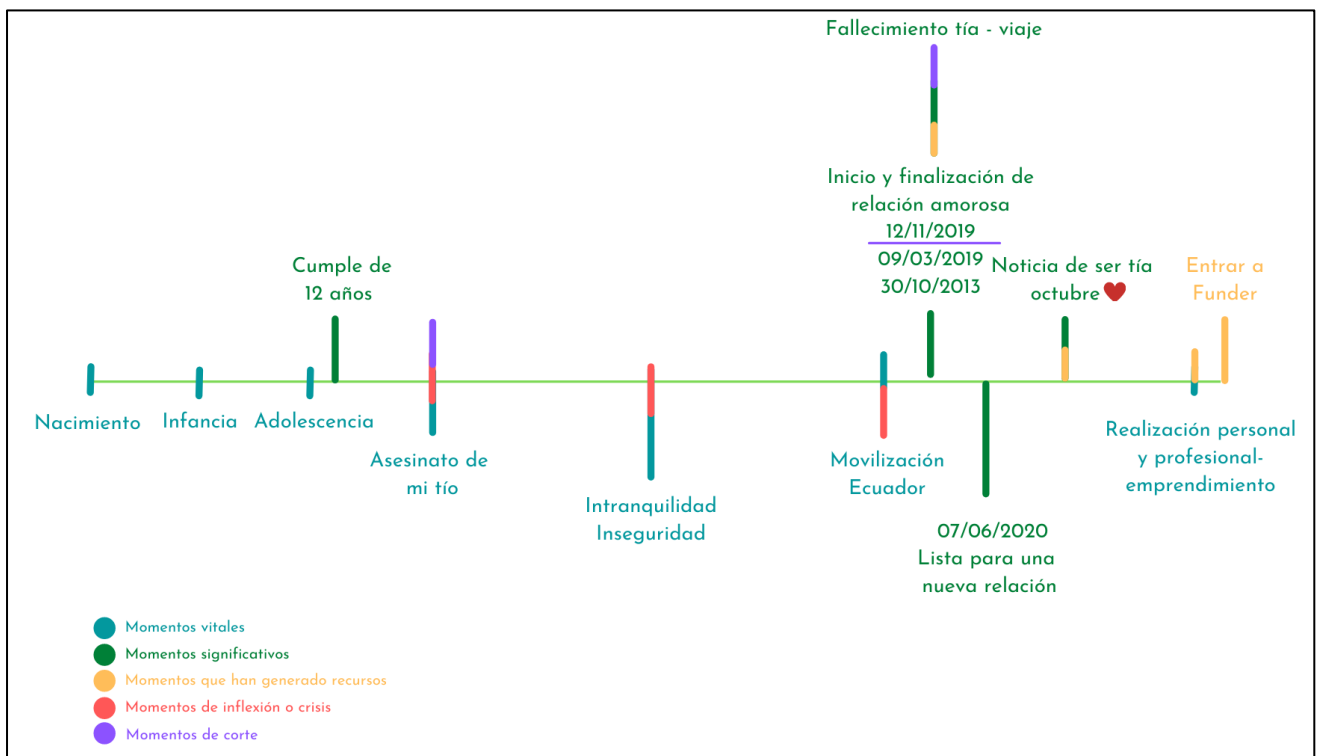 Fallecimiento tía - viaje
Inicio y finalización de
relación amorosa
12/11/2019
09/03/2019
30/10/2013
Cumple de
12 años
Noticia de ser tía
octubre
Entrar a
Funder
Nacimiento
Infancia
Adolescencia
Asesinato de
mi tío
Intranquilidad
Inseguridad
Movilización
Ecuador
07/06/2020
Lista para una
nueva relación
Realización personal
y profesional-
emprendimiento
Momentos vitales
Momentos significativos
Momentos que han generado recursos
Momentos de inflexión o crisis
Momentos de corte